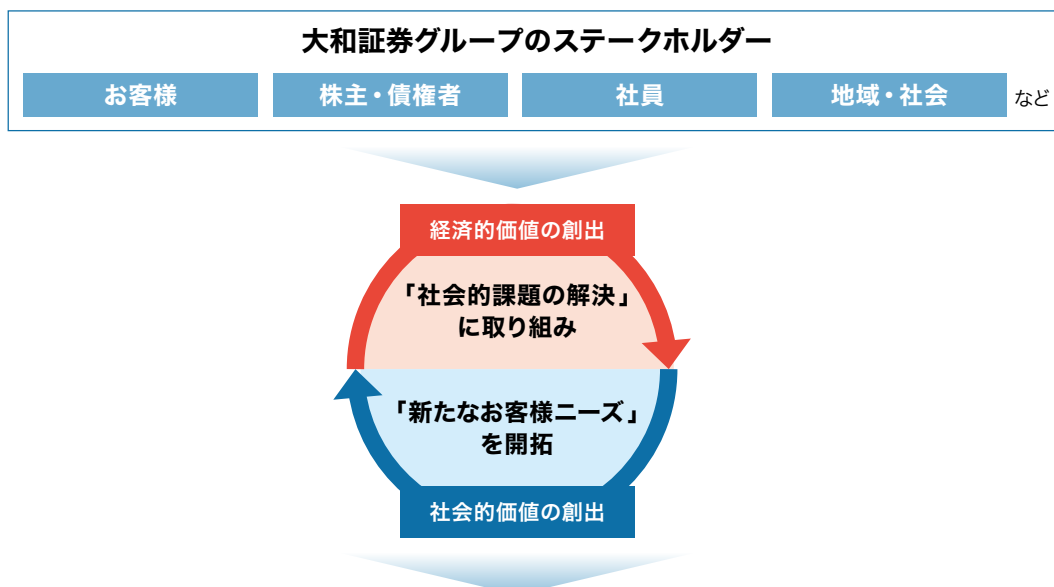 大和証券グループのステークホルダー
お客様 株主・債権者 社員 地域・社会 など
経済的価値の創出
「社会的課題の解決」
に取り組み
「新たなお客様ニーズ」
を開拓
社会的価値の創出